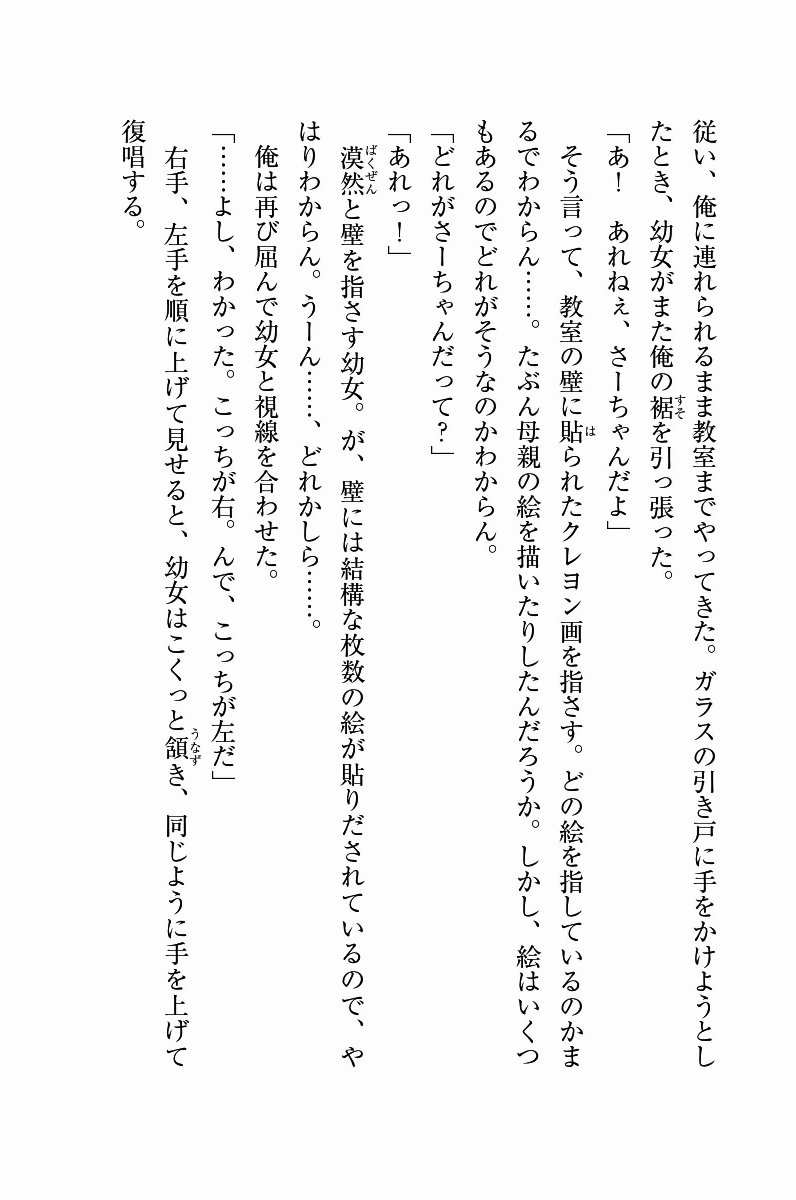 従い、俺に連れられるまま教室までやってきた。ガラスの引き戸に手をかけようとし
たとき、幼女がまた俺の裾すそを引っ張った。
「あ！　あれねぇ、さーちゃんだよ」
　そう言って、教室の壁に貼はられたクレヨン画を指さす。どの絵を指しているのかま
るでわからん……。たぶん母親の絵を描いたりしたんだろうか。しかし、絵はいくつ
もあるのでどれがそうなのかわからん。
「どれがさーちゃんだって？」
「あれっ！」
　漠然ばくぜんと壁を指さす幼女。が、壁には結構な枚数の絵が貼りだされているので、や
はりわからん。うーん……、どれかしら……。
　俺は再び屈んで幼女と視線を合わせた。
「……よし、わかった。こっちが右。んで、こっちが左だ」
　右手、左手を順に上げて見せると、幼女はこくっと頷うなずき、同じように手を上げて
復唱する。